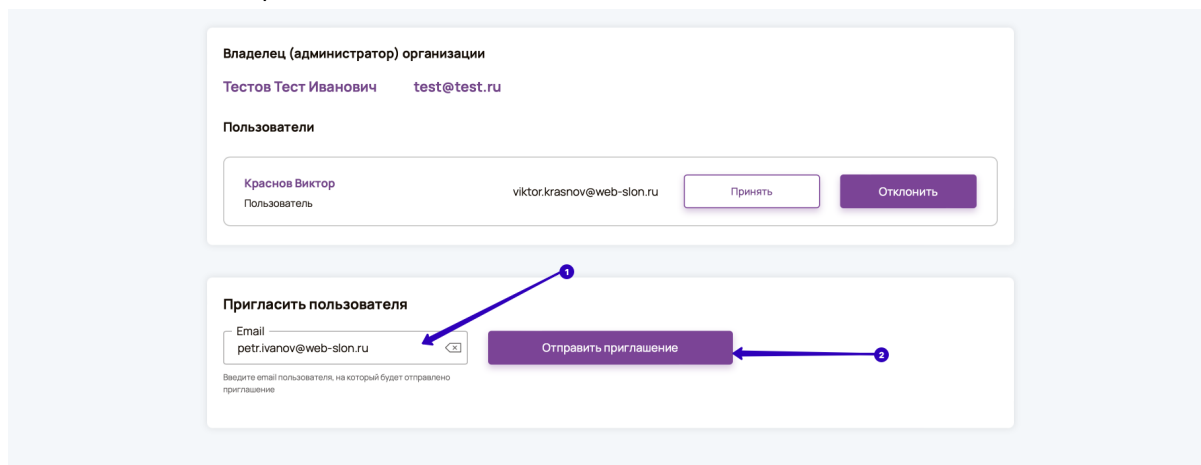 Владелец (администратор) организации
Тестов Тест Иванович test@test.ru
Пользователи
Краснов Виктор
Пользователь
viktor.krasnov@web-slon.ru
Принять
Отклонить
1
Пригласить пользователя
Email
petr.ivanov@web-slon.ru
Отправить приглашение
2
Введите email пользователя, на который будет отправлено
приглашение